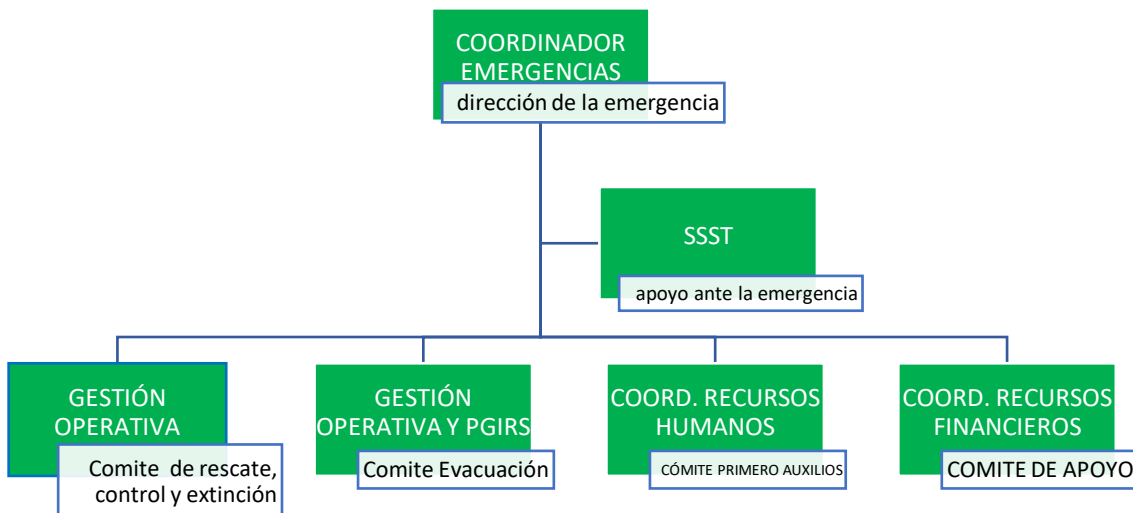 COORDINADOR
EMERGENCIAS
dirección de la emergencia
SSST
apoyo ante la emergencia
GESTIÓN
OPERATIVA
Comite de rescate,
control y extinción
GESTIÓN
OPERATIVA Y PGIRS
Comite Evacuación
COORD. RECURSOS
HUMANOS
CÓMITE PRIMERO AUXILIOS
COORD. RECURSOS
FINANCIEROS
COMITE DE APOYO